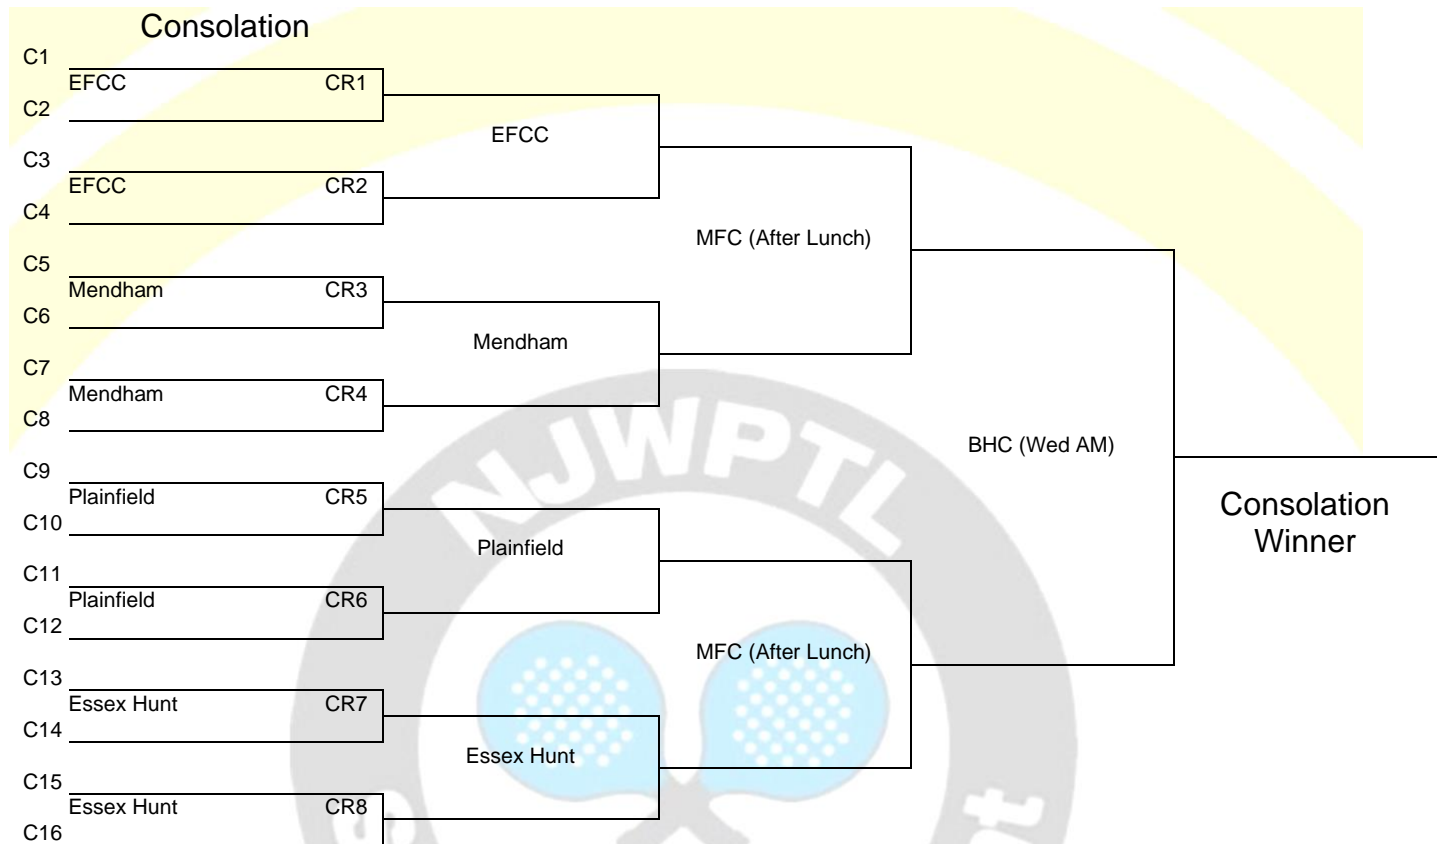 Consolation
C1
EFCC CR1
C2
EFCC
C3
EFCC CR2
C4
MFC (After Lunch)
C5
Mendham CR3
C6
Mendham
C7
Mendham CR4
C8
BHC (Wed AM)
C9
Plainfield CR5
C10
Plainfield
C11
Plainfield CR6
C12
MFC (After Lunch)
C13
Essex Hunt CR7
C14
Essex Hunt
C15
Essex Hunt CR8
C16
Consolation
Winner
NJWPTL